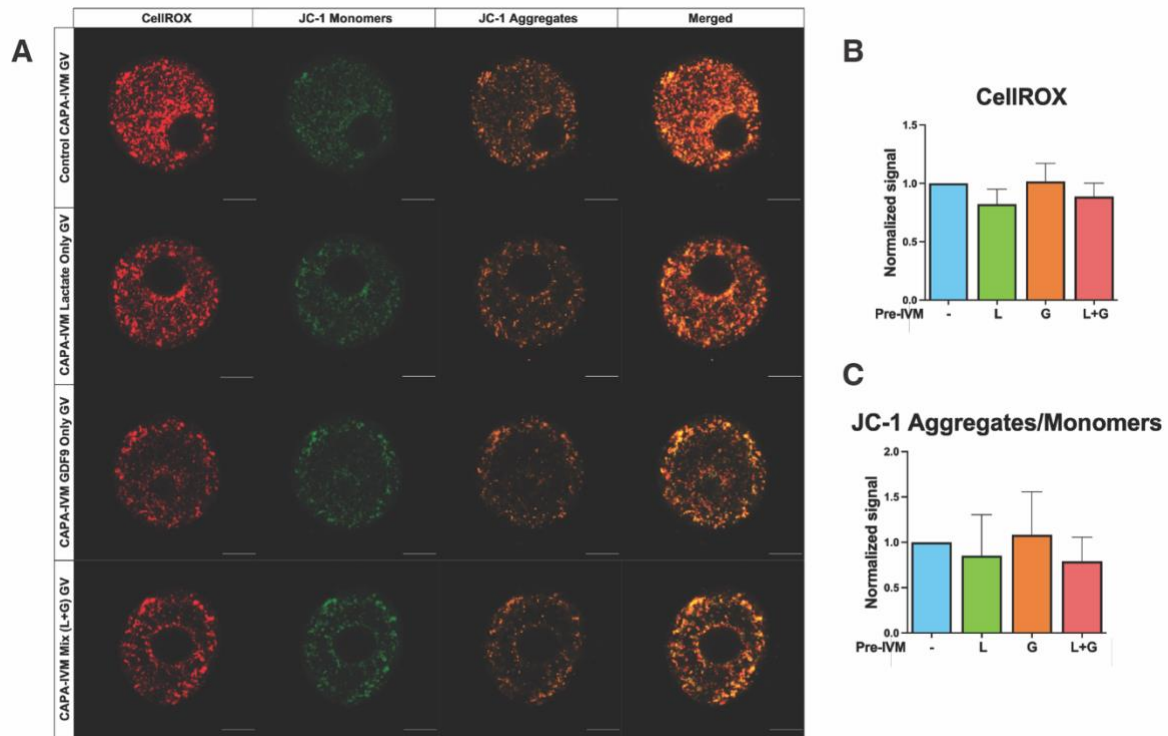 A
CellROX
JC-1 Monomers
JC-1 Aggregates
Merged
Control CAPA-IVM GV
CAPA-IVM Lactate Only GV
CAPA-IVM GDF9 Only GV
CAPA-IVM Mix (L+G) GV
B
CellROX
Normalized signal
1.5
1.0
0.5
0.0
Pre-IVM - L G L+G
C
JC-1 Aggregates/Monomers
Normalized signal
2.0
1.5
1.0
0.5
0.0
Pre-IVM - L G L+G